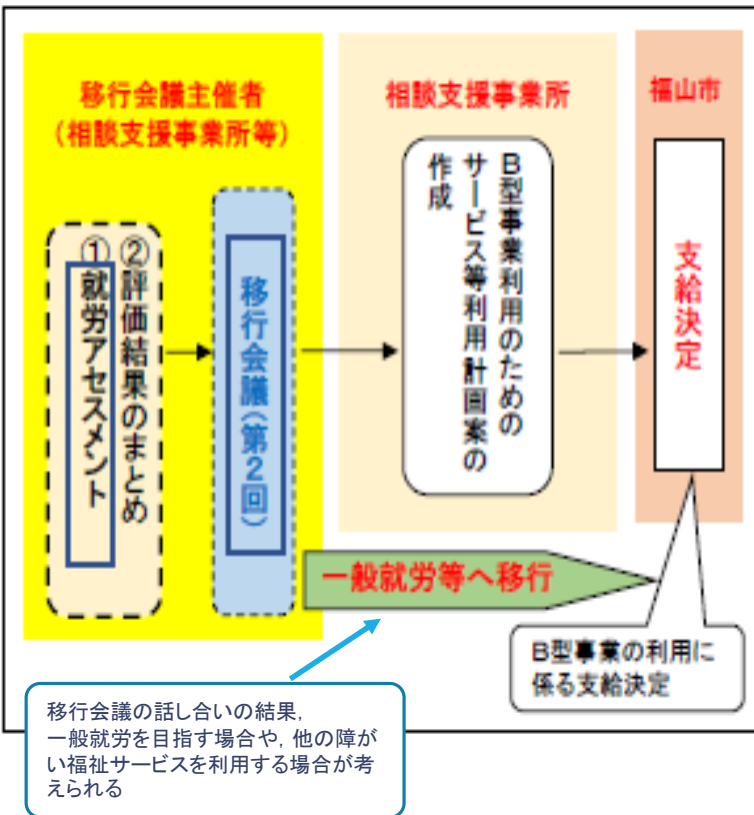 移行会議主催者
（相談支援事業所等）
相談支援事業所
福山市
②評価結果のまとめ
①就労アセスメント
移行会議（第2回）
B型事業利用のための
サービス等利用計画案の
作成
支給決定
一般就労等へ移行
B型事業の利用に
係る支給決定
移行会議の話し合いの結果，
一般就労を目指す場合や，他の障が
い福祉サービスを利用する場合が考
えられる